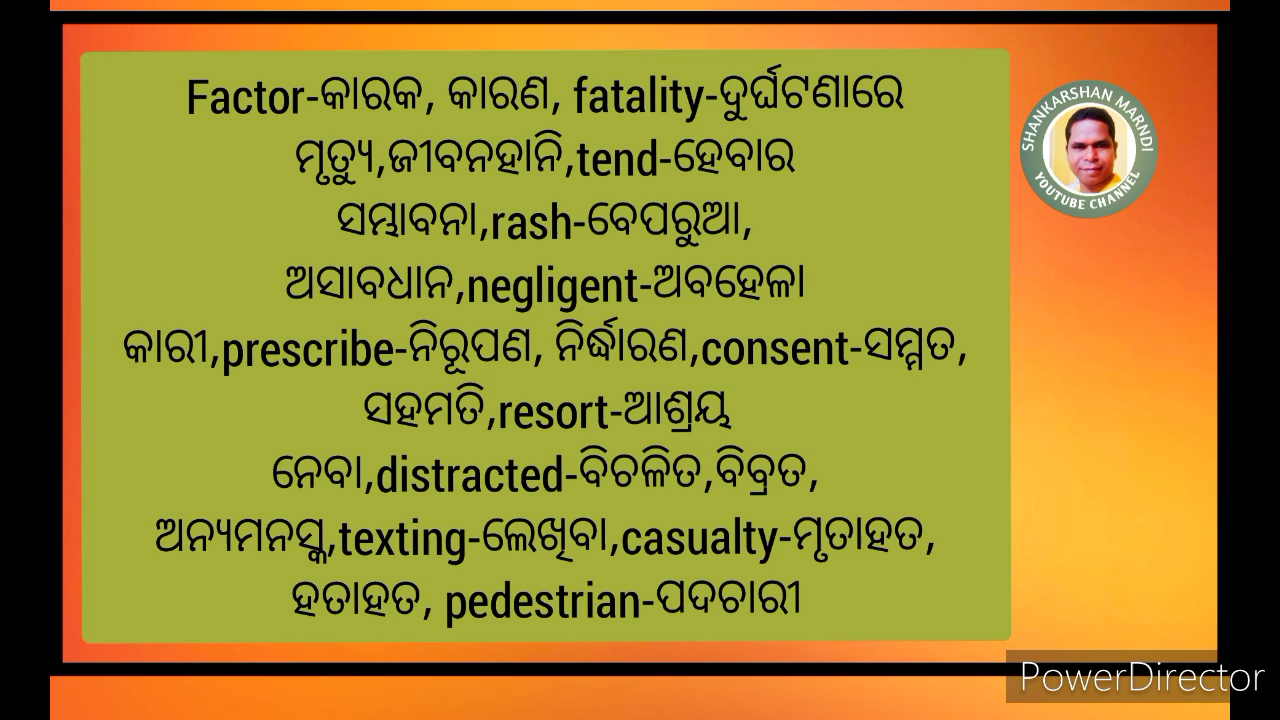 Factor-କାରକ, କାରଣ, fatality-ଦୁର୍ଘଟଣାରେ
ମୃତ୍ୟୁ,ଜୀବନହାନି,tend-ହେବାର
ସମ୍ଭାବନା,rash-ବେପରୁଆ,
ଅସାବଧାନ,negligent-ଅବହେଳା
କାରୀ,prescribe-ନିରୂପଣ, ନିର୍ଦ୍ଧାରଣ,consent-ସମ୍ମତ,
ସହମତି,resort-ଆଶ୍ରୟ
ନେବା,distracted-ବିଚଳିତ,ବିବ୍ରତ,
ଅନ୍ୟମନସ୍କ,texting-ଲେଖିବା,casualty-ମୃତାହତ,
ହତାହତ, pedestrian-ପଦଚାରୀ
SHANKARSHAN MARNDI
YOUTUBE CHANNEL
PowerDirector